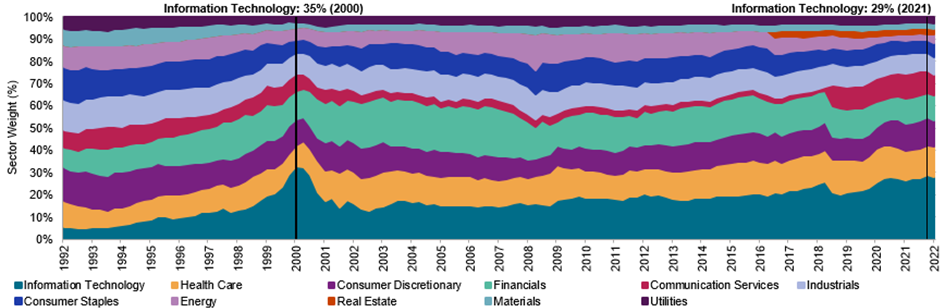 Information Technology: 35% (2000) Information Technology: 29% (2021)
100%
90%
80%
70%
60%
50%
40%
30%
20%
10%
0%
Sector Weight (%)
1992 1993 1994 1995 1996 1997 1998 1999 2000 2001 2002 2003 2004 2005 2006 2007 2008 2009 2010 2011 2012 2013 2014 2015 2016 2017 2018 2019 2020 2021 2022
Information Technology Health Care Consumer Discretionary Financials Communication Services Industrials
Consumer Staples Energy Real Estate Materials Utilities